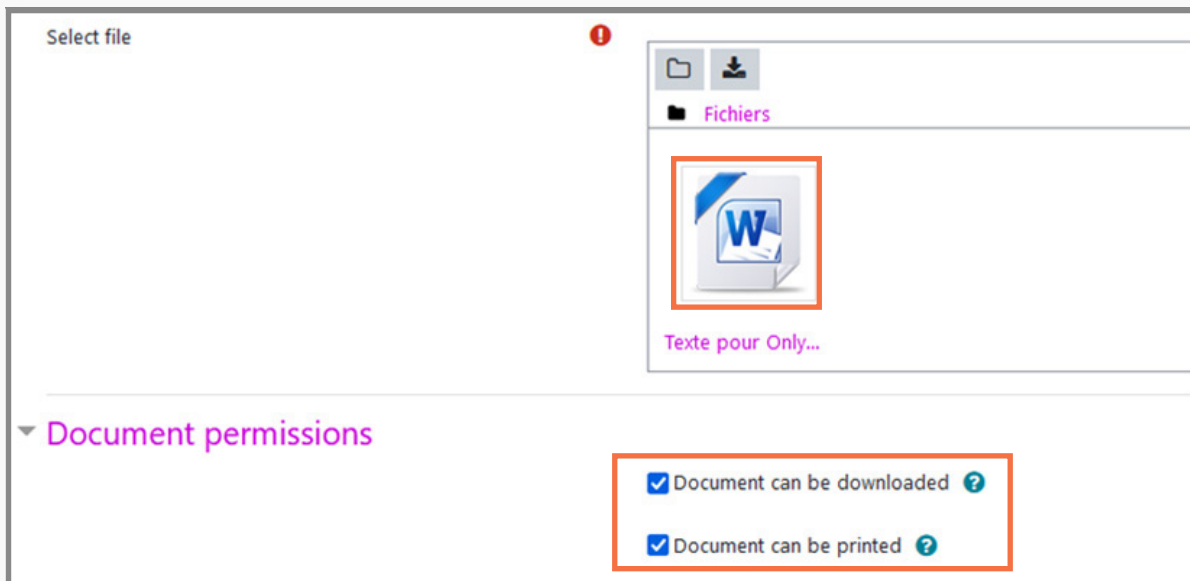 Select file
Fichiers
W
Texte pour Only...
Document permissions
Document can be downloaded
Document can be printed